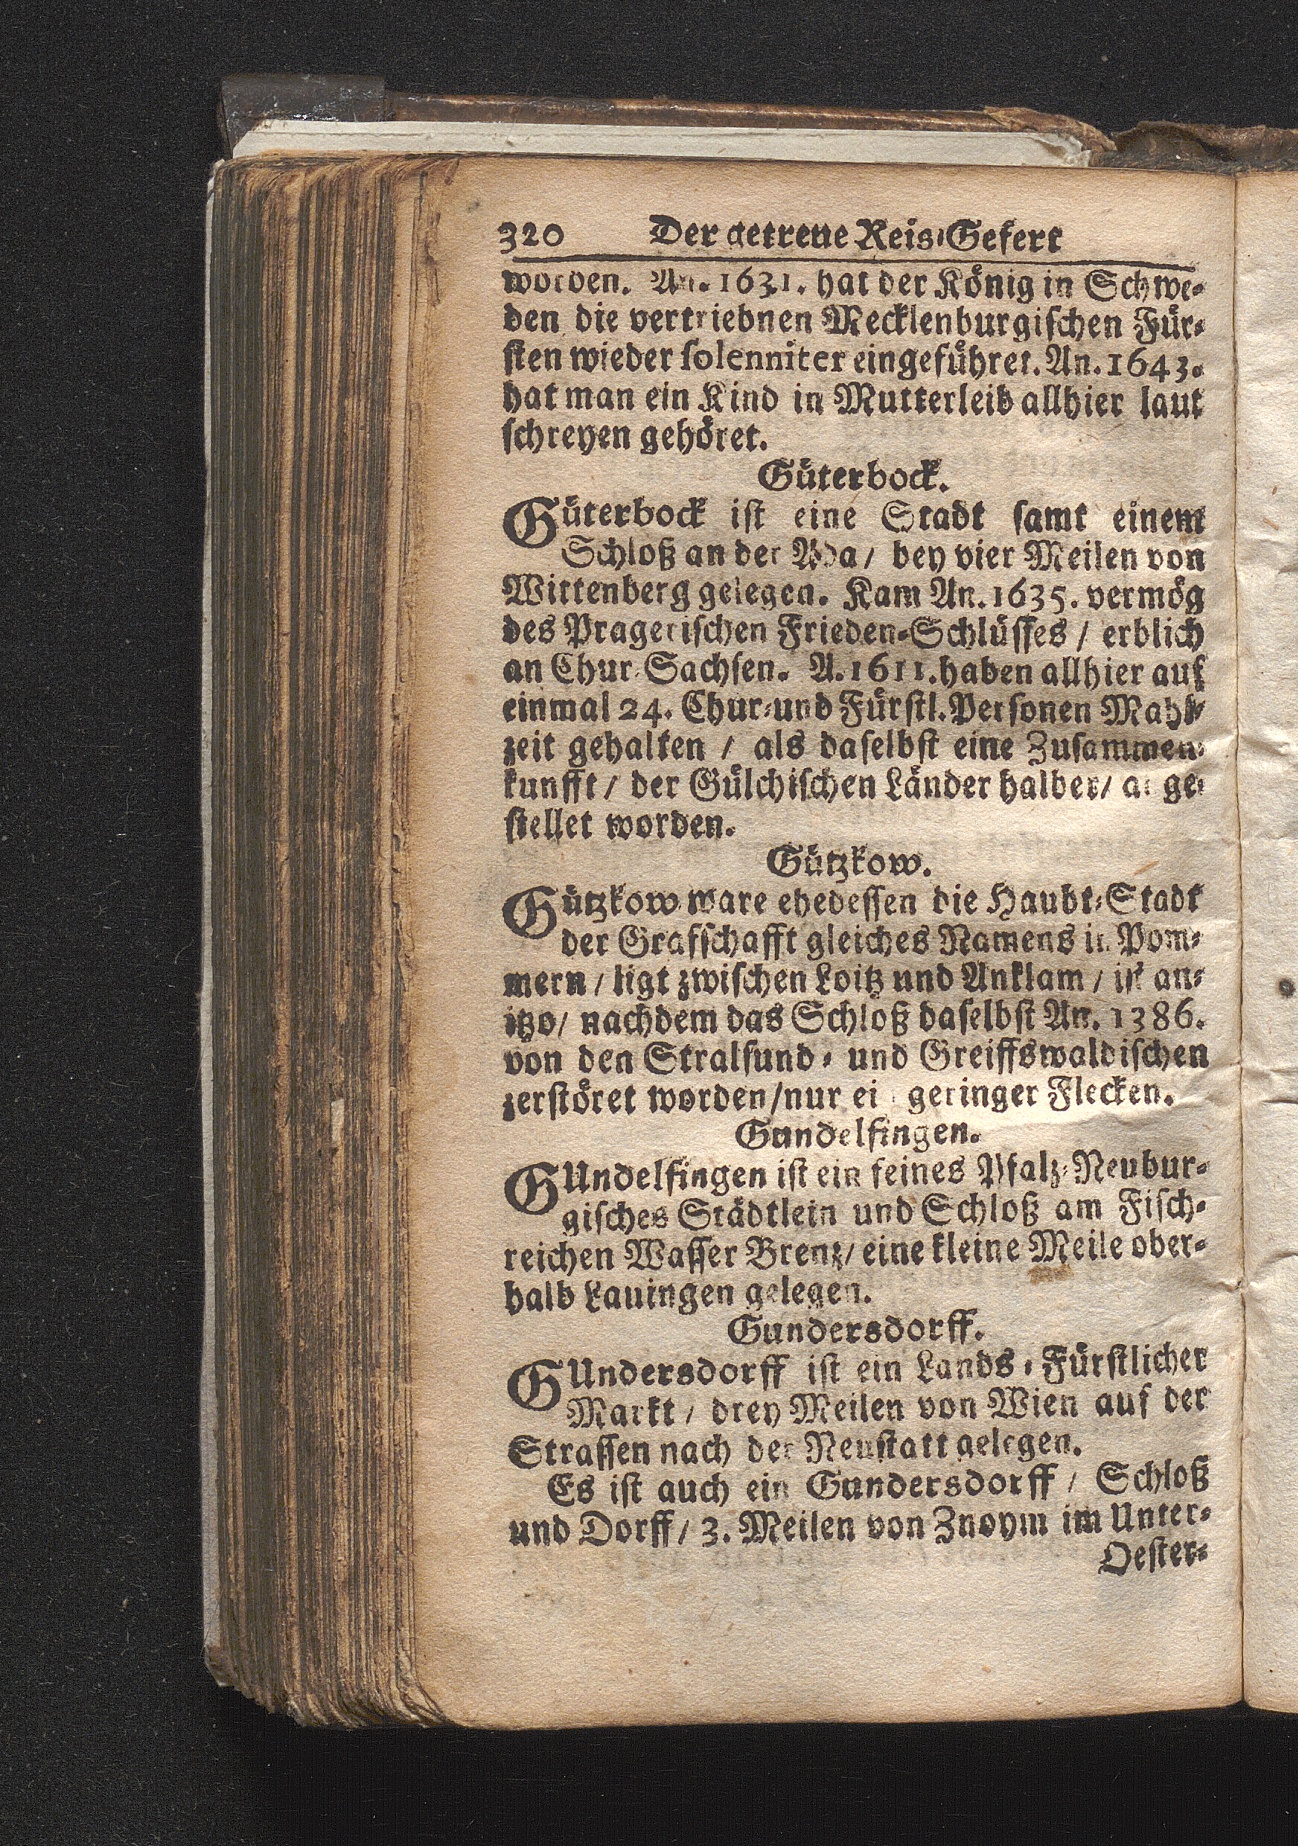 320 Der getreue Reis-Gefert
worden. An. 1631. hat der König in Schwe-
den die vertriebnen Mecklenburgischen Für-
sten wieder solenniter eingeführet. An. 1643.
hat man ein Kind in Mutterleib allhier laut
schreyen gehöret.
Güterbock.
Güterbock ist eine Stadt samt einem
Schloß an der Ada / bey vier Meilen von
Wittenberg gelegen. Kam An. 1635. vermög
des Pragerischen Frieden-Schlüsses / erblich
an Chur-Sachsen. A. 1611. haben allhier auf
einmal 24. Chur-und Fürstl. Personen Mahl-
zeit gehalten / als daselbst eine Zusammen-
kunfft / der Gülchischen Länder halber / ange-
stellet worden.
Gützkow.
Gützkow ware ehedessen die Haubt-Stadt
der Grafschafft gleiches Namens in Pom-
mern / ligt zwischen Loitz und Anklam / ist an-
itzo / nachdem das Schloß daselbst An. 1386.
von den Stralsund- und Greiffswaldischen
zerstöret worden / nur ein geringer Flecken.
Gundelfingen.
GUndelfingen ist ein feines Pfalz-Neubur-
gisches Städtlein und Schloß am Fisch-
reichen Wasser Brenz / eine kleine Meile ober-
halb Lauingen gelegen.
Gundersdorff.
GUndersdorff ist ein Lands-Fürstlicher
Markt / drey Meilen von Wien auf der
Strassen nach der Neustatt gelegen.
Es ist auch ein Gundersdorff / Schloß
und Dorff / 3. Meilen von Znoym im Unter-
Oester-